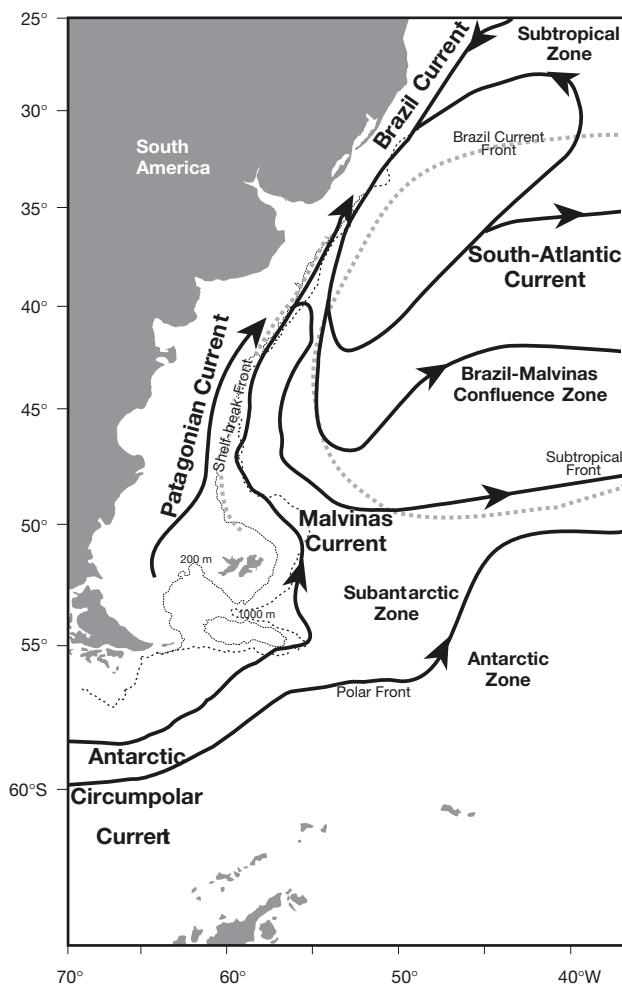 25°
30°
35°
40°
45°
50°
55°
60°S
70°
60°
50°
40°W
South
America
Brazil Current
Subtropical
Zone
Brazil Current
Front
South-Atlantic
Current
Patagonian Current
Shelf-break Front
Brazil-Malvinas
Confluence Zone
Subtropical
Front
Malvinas
Current
200 m
1000 m
Subantarctic
Zone
Antarctic
Zone
Polar Front
Antarctic
Circumpolar
Current